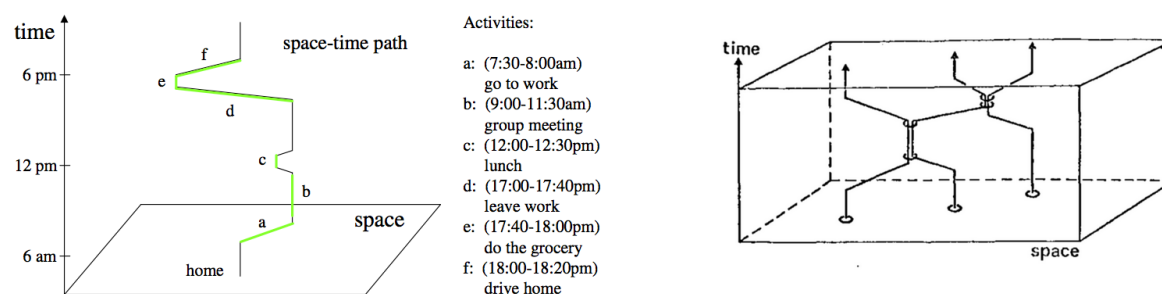 time
space-time path
f
6 pm
e
d
c
12 pm
b
space
a
6 am
home
Activities:
a: (7:30-8:00am)
go to work
b: (9:00-11:30am)
group meeting
c: (12:00-12:30pm)
lunch
d: (17:00-17:40pm)
leave work
e: (17:40-18:00pm)
do the grocery
f: (18:00-18:20pm)
drive home
time
space